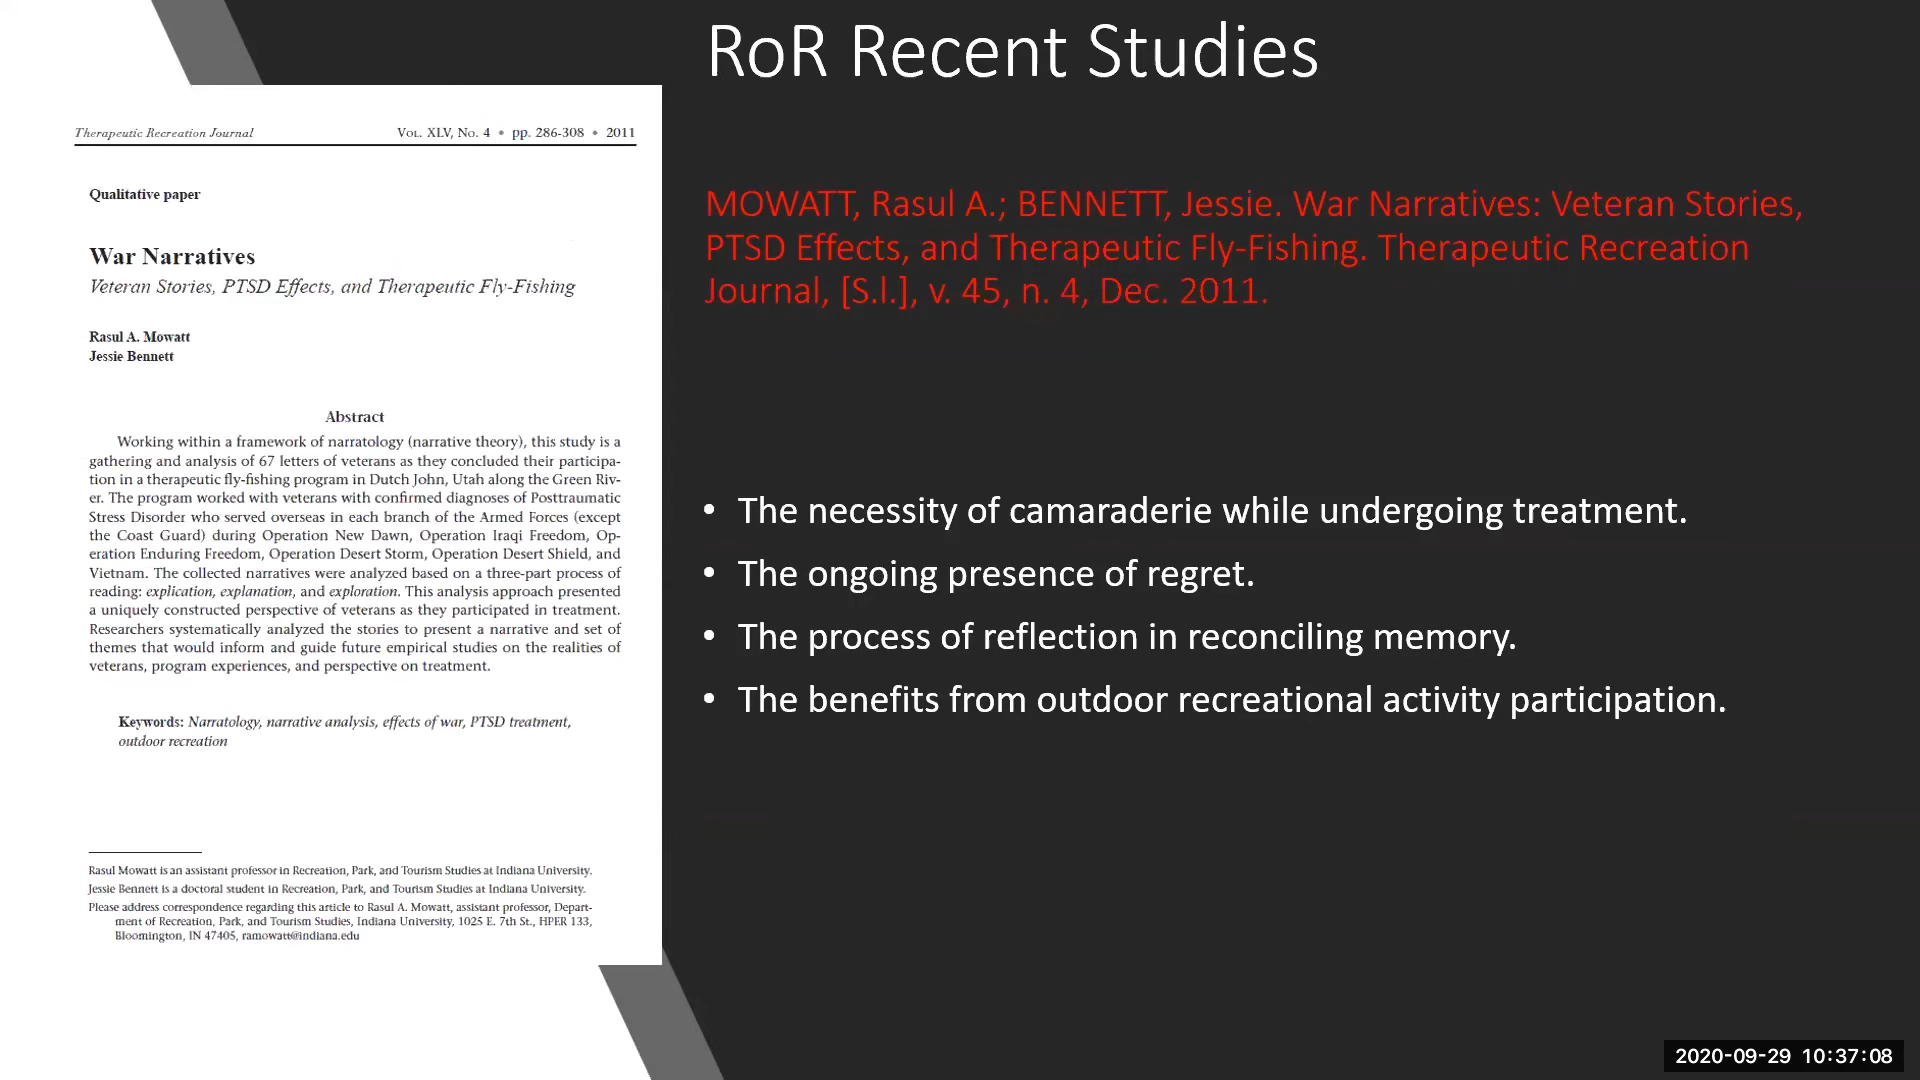 RoR Recent Studies
Therapeutic Recreation Journal
Vol. XLV, No. 4 • pp. 286-308 • 2011
Qualitative paper
War Narratives
Veteran Stories, PTSD Effects, and Therapeutic Fly-Fishing
Rasul A. Mowatt
Jessie Bennett
Abstract
Working within a framework of narratology (narrative theory), this study is a
gathering and analysis of 67 letters of veterans as they concluded their participa-
tion in a therapeutic fly-fishing program in Dutch John, Utah along the Green Riv-
er. The program worked with veterans with confirmed diagnoses of Posttraumatic
Stress Disorder who served overseas in each branch of the Armed Forces (except
the Coast Guard) during Operation New Dawn, Operation Iraqi Freedom, Op-
eration Enduring Freedom, Operation Desert Storm, Operation Desert Shield, and
Vietnam. The collected narratives were analyzed based on a three-part process of
reading: explication, explanation, and exploration. This analysis approach presented
a uniquely constructed perspective of veterans as they participated in treatment.
Researchers systematically analyzed the stories to present a narrative and set of
themes that would inform and guide future empirical studies on the realities of
veterans, program experiences, and perspective on treatment.
Keywords: Narratology, narrative analysis, effects of war, PTSD treatment,
outdoor recreation
Rasul Mowatt is an assistant professor in Recreation, Park, and Tourism Studies at Indiana University.
Jessie Bennett is a doctoral student in Recreation, Park, and Tourism Studies at Indiana University.
Please address correspondence regarding this article to Rasul A. Mowatt, assistant professor, Depart-
ment of Recreation, Park, and Tourism Studies, Indiana University, 1025 E. 7th St., HPER 133,
Bloomington, IN 47405, ramowatt@indiana.edu
MOWATT, Rasul A.; BENNETT, Jessie. War Narratives: Veteran Stories,
PTSD Effects, and Therapeutic Fly-Fishing. Therapeutic Recreation
Journal, [S.l.], v. 45, n. 4, Dec. 2011.
• The necessity of camaraderie while undergoing treatment.
• The ongoing presence of regret.
• The process of reflection in reconciling memory.
• The benefits from outdoor recreational activity participation.
2020-09-29 10:37:08